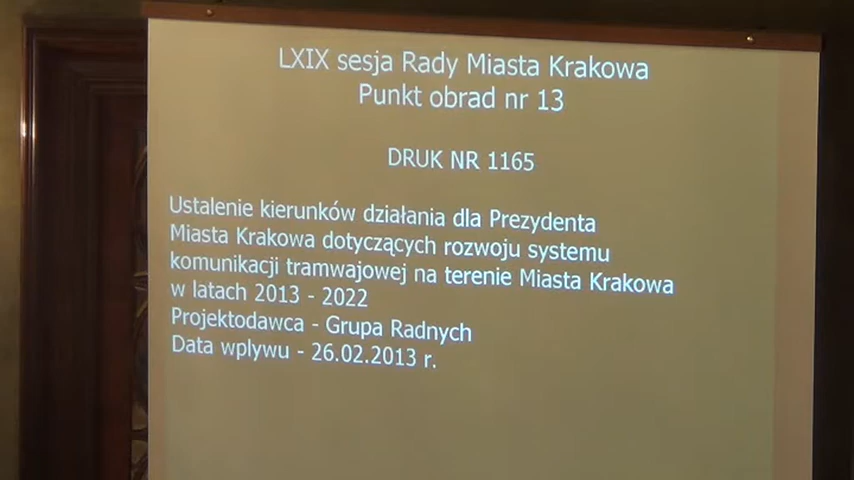 LXIX sesja Rady Miasta Krakowa
Punkt obrad nr 13
DRUK NR 1165
Ustalenie kierunków działania dla Prezydenta
Miasta Krakowa dotyczących rozwoju systemu
komunikacji tramwajowej na terenie Miasta Krakowa
w latach 2013 - 2022
Projektodawca - Grupa Radnych
Data wplywu - 26.02.2013 r.